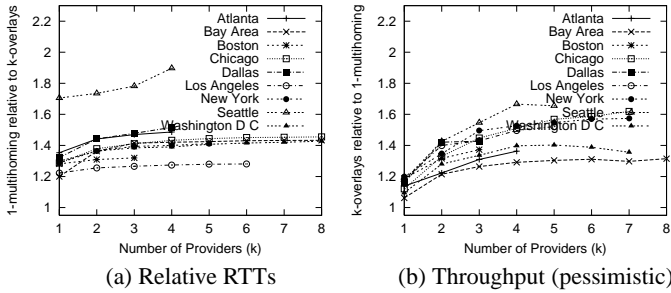 1-multihoming relative to k-overlays
2
1.8
1.6
1.4
1.2
1
1 2 3 4 5 6 7 8
Number of Providers (k)
Atlanta
Bay Area
Boston
Chicago
Dallas
Los Angeles
New York
Seattle
Washington D C
(a) Relative RTTs
k-overlays relative to 1-multihoming
2
1.8
1.6
1.4
1.2
1
1 2 3 4 5 6 7 8
Number of Providers (k)
Atlanta
Bay Area
Boston
Chicago
Dallas
Los Angeles
New York
Seattle
Washington D C
(b) Throughput (pessimistic)